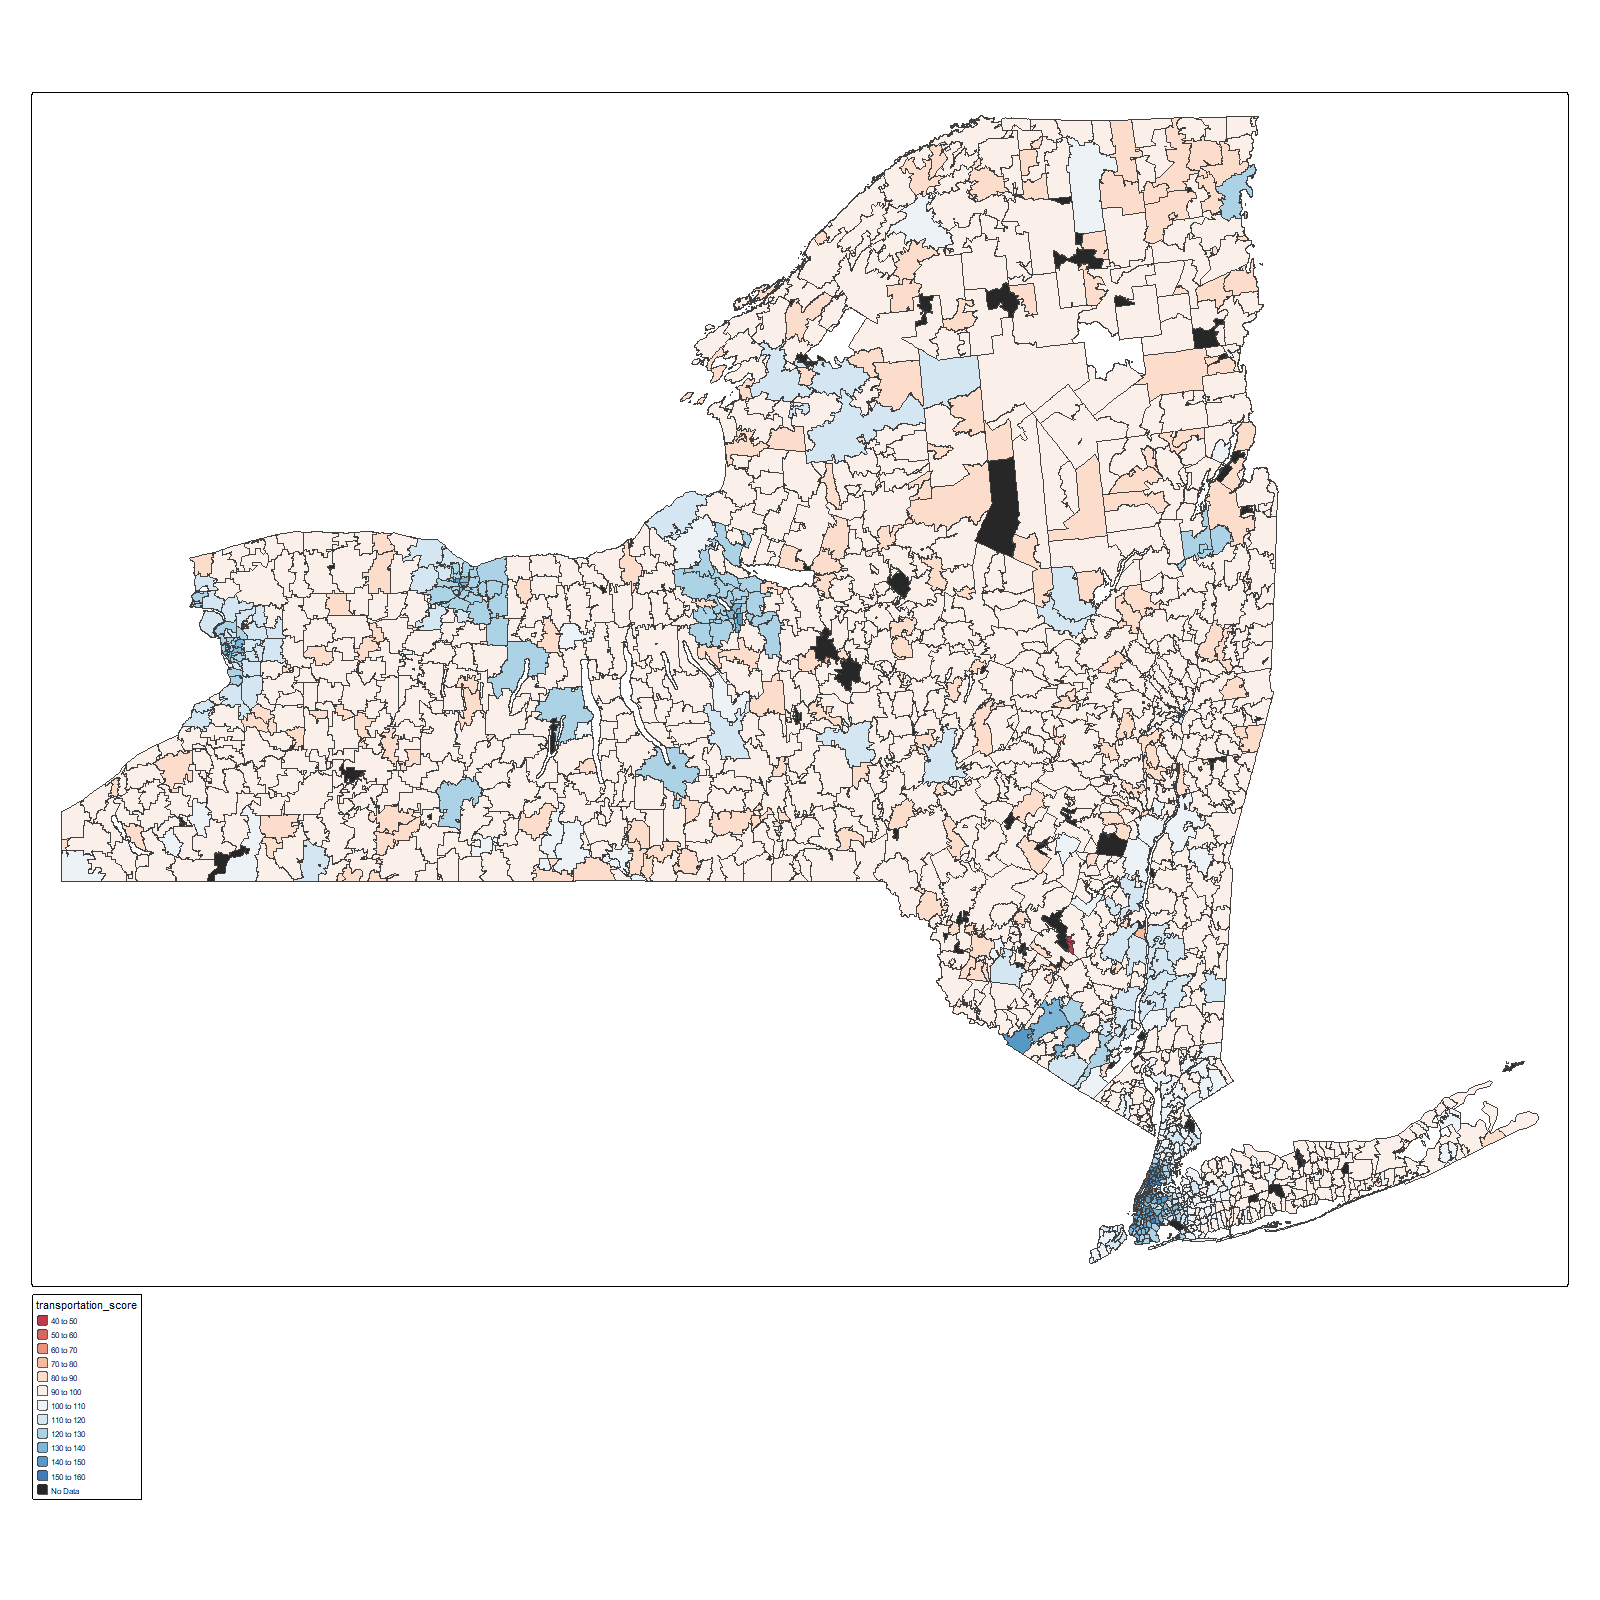 transportation_score
40 to 50
50 to 60
60 to 70
70 to 80
80 to 90
90 to 100
100 to 110
110 to 120
120 to 130
130 to 140
140 to 150
150 to 160
No Data